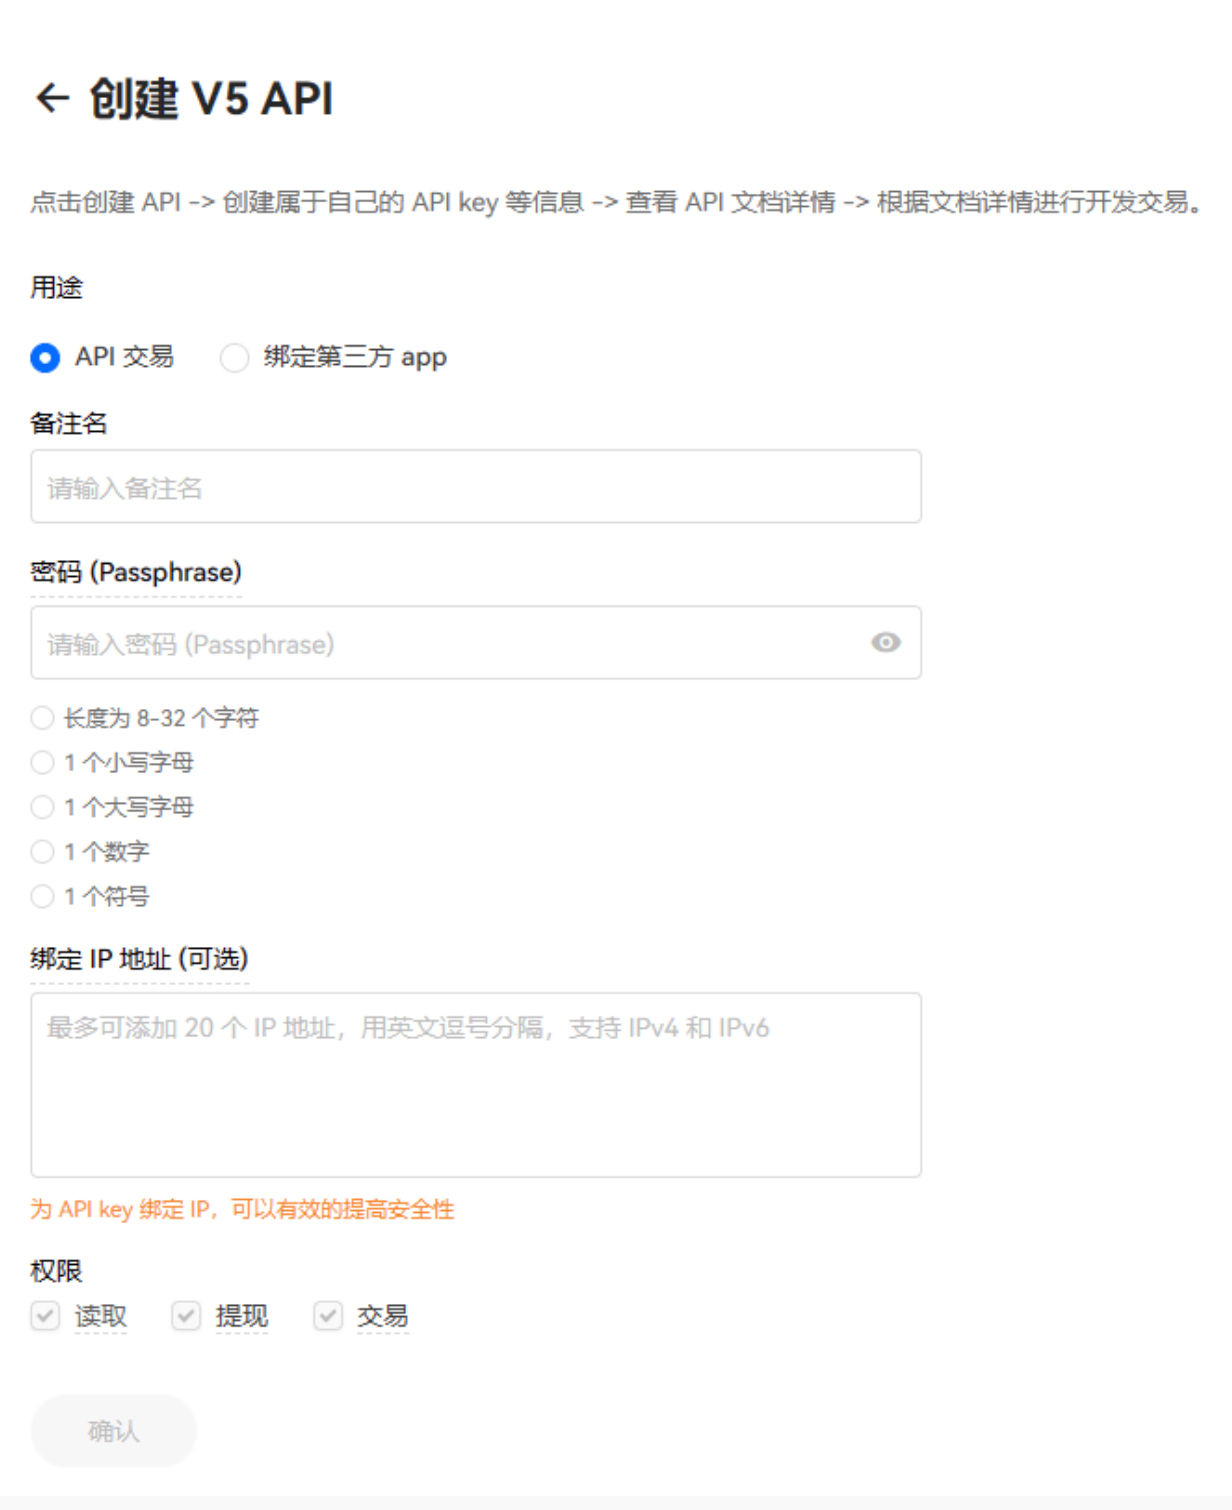 ← 创建 V5 API
点击创建 API -> 创建属于自己的 API key 等信息 -> 查看 API 文档详情 -> 根据文档详情进行开发交易。
用途
API 交易 绑定第三方 app
备注名
请输入备注名
密码 (Passphrase)
请输入密码 (Passphrase)
长度为 8-32 个字符
1 个小写字母
1 个大写字母
1 个数字
1 个符号
绑定 IP 地址 (可选)
最多可添加 20 个 IP 地址，用英文逗号分隔，支持 IPv4 和 IPv6
为 API key 绑定 IP，可以有效的提高安全性
权限
读取 提现 交易
确认